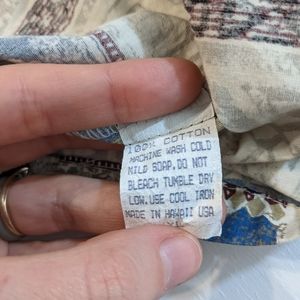 100% COTTON
MACHINE WASH COLD
MILD SOAP. DO NOT
BLEACH TUMBLE DRY
LOW. USE COOL IRON
MADE IN HAWAII USA